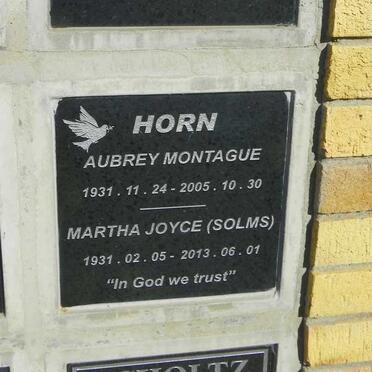 HORN
AUBREY MONTAGUE
1931 . 11 . 24 - 2005 . 10 . 30
MARTHA JOYCE (SOLMS)
1931 . 02 . 05 - 2013 . 06 . 01
“In God we trust”